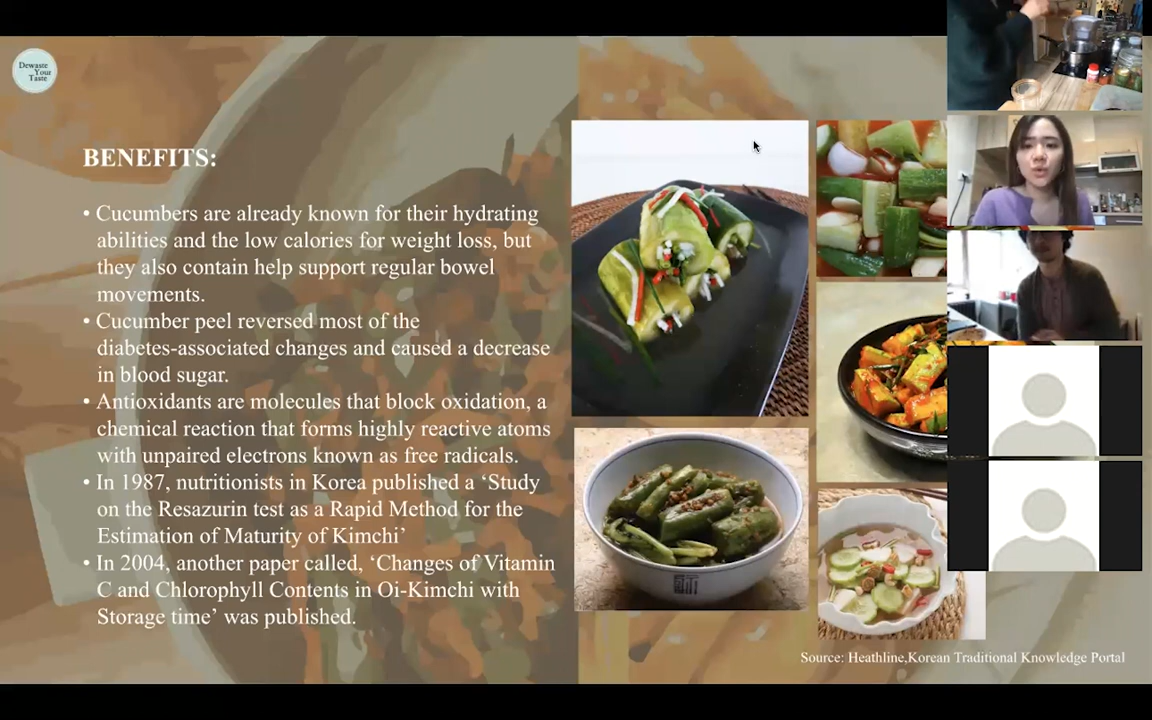 Dewaste
Your
Taste
BENEFITS:
• Cucumbers are already known for their hydrating
abilities and the low calories for weight loss, but
they also contain help support regular bowel
movements.
• Cucumber peel reversed most of the
diabetes-associated changes and caused a decrease
in blood sugar.
• Antioxidants are molecules that block oxidation, a
chemical reaction that forms highly reactive atoms
with unpaired electrons known as free radicals.
• In 1987, nutritionists in Korea published a ‘Study
on the Resazurin test as a Rapid Method for the
Estimation of Maturity of Kimchi’
• In 2004, another paper called, ‘Changes of Vitamin
C and Chlorophyll Contents in Oi-Kimchi with
Storage time’ was published.
Source: Heathline,Korean Traditional Knowledge Portal